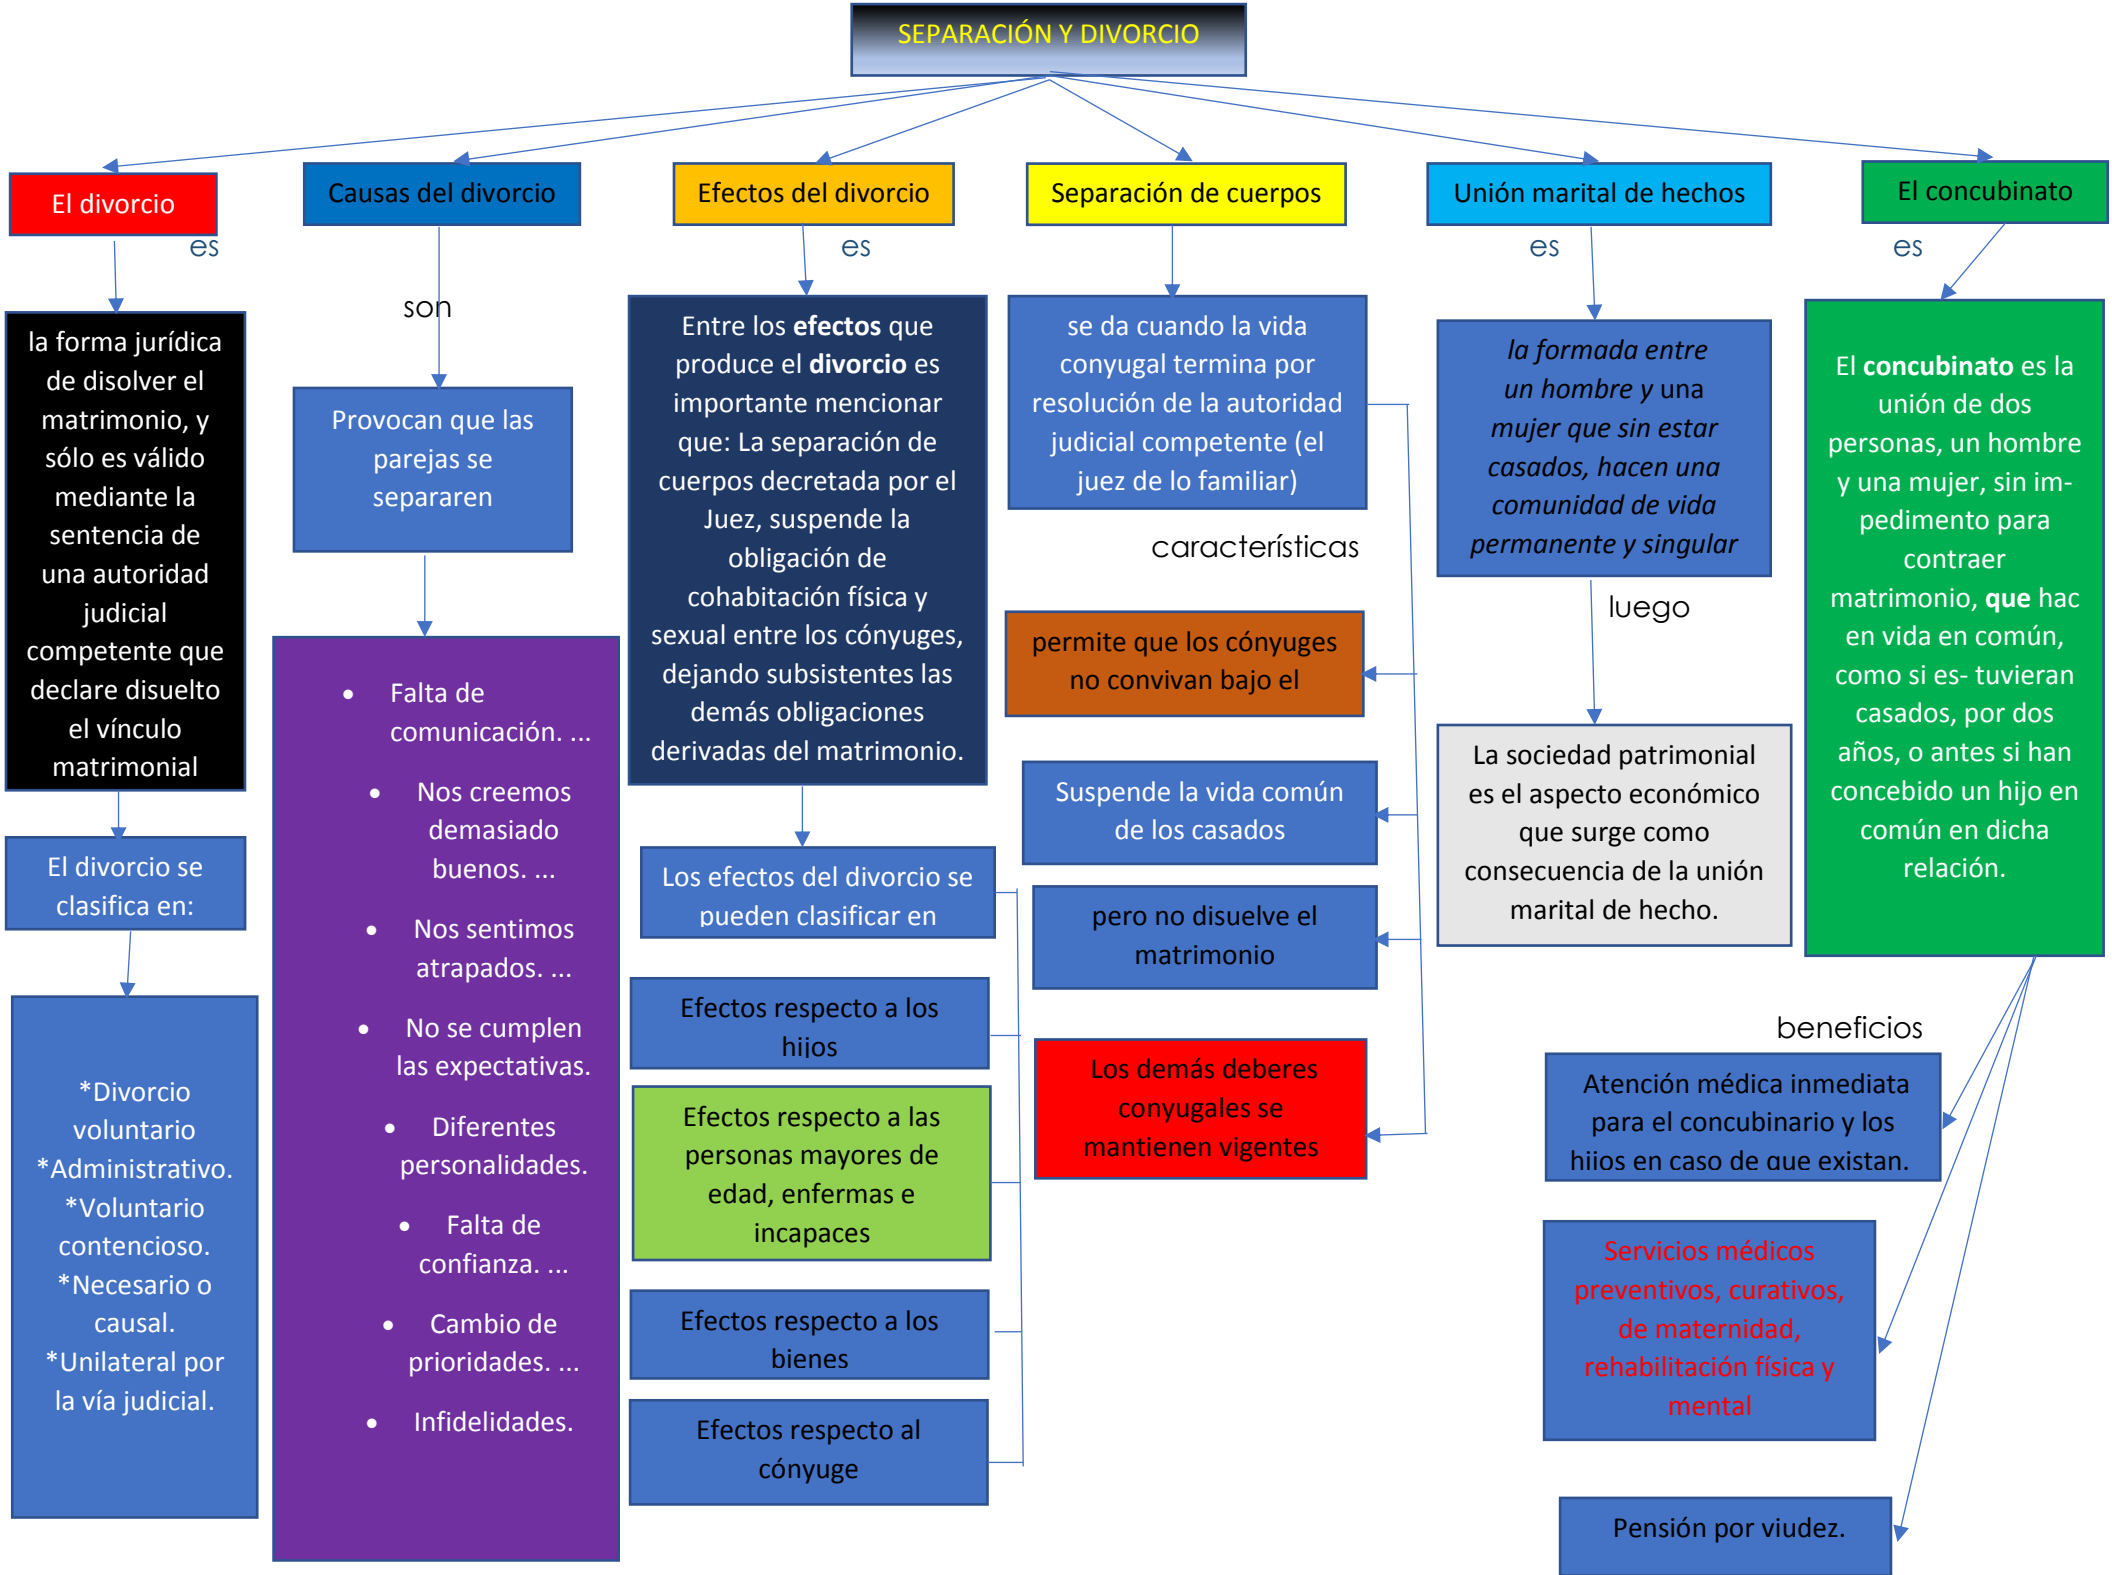 SEPARACIÓN Y DIVORCIO
El divorcio
es
la forma jurídica
de disolver el
matrimonio, y
sólo es válido
mediante la
sentencia de
una autoridad
judicial
competente que
declare disuelto
el vínculo
matrimonial
El divorcio se
clasifica en:
*Divorcio
voluntario
*Administrativo.
*Voluntario
contencioso.
*Necesario o
causal.
*Unilateral por
la vía judicial.
Causas del divorcio
son
Provocan que las
parejas se
separaren
• Falta de
comunicación. ...
• Nos creemos
demasiado
buenos. ...
• Nos sentimos
atrapados. ...
• No se cumplen
las expectativas.
• Diferentes
personalidades.
• Falta de
confianza. ...
• Cambio de
prioridades. ...
• Infidelidades.
Efectos del divorcio
es
Entre los efectos que
produce el divorcio es
importante mencionar
que: La separación de
cuerpos decretada por el
Juez, suspende la
obligación de
cohabitación física y
sexual entre los cónyuges,
dejando subsistentes las
demás obligaciones
derivadas del matrimonio.
Los efectos del divorcio se
pueden clasificar en
Efectos respecto a los
hijos
Efectos respecto a las
personas mayores de
edad, enfermas e
incapaces
Efectos respecto a los
bienes
Efectos respecto al
cónyuge
Separación de cuerpos
se da cuando la vida
conyugal termina por
resolución de la autoridad
judicial competente (el
juez de lo familiar)
características
permite que los cónyuges
no convivan bajo el
Suspende la vida común
de los casados
pero no disuelve el
matrimonio
Los demás deberes
conyugales se
mantienen vigentes
Unión marital de hechos
es
la formada entre
un hombre y una
mujer que sin estar
casados, hacen una
comunidad de vida
permanente y singular
luego
La sociedad patrimonial
es el aspecto económico
que surge como
consecuencia de la unión
marital de hecho.
El concubinato
es
El concubinato es la
unión de dos
personas, un hombre
y una mujer, sin im-
pedimento para
contraer
matrimonio, que hac
en vida en común,
como si es- tuvieran
casados, por dos
años, o antes si han
concebido un hijo en
común en dicha
relación.
beneficios
Atención médica inmediata
para el concubinario y los
hijos en caso de que existan.
Servicios médicos
preventivos, curativos,
de maternidad,
rehabilitación física y
mental
Pensión por viudez.